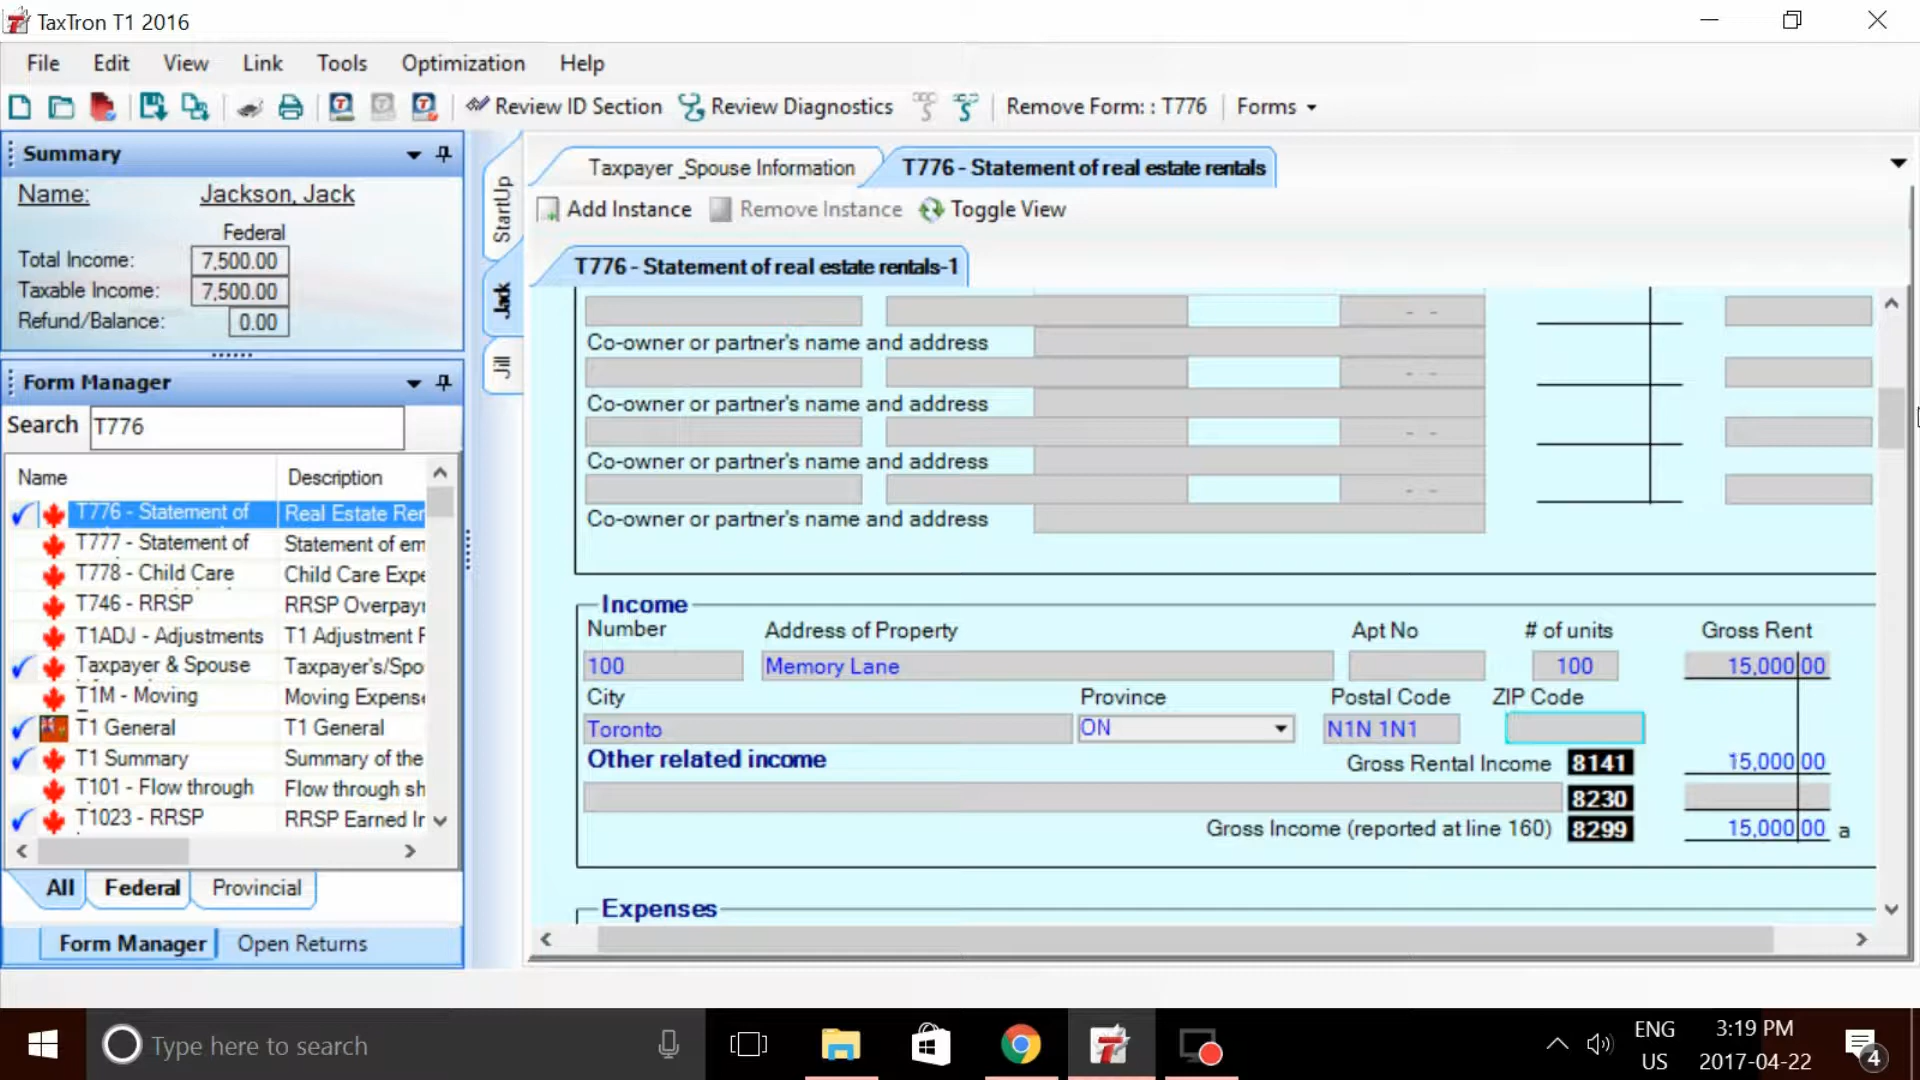 TaxTron T1 2016
File Edit View Link Tools Optimization Help
Review ID Section Review Diagnostics Remove Form: : T776 Forms
Summary
Name: Jackson, Jack
Federal
Total Income: 7,500.00
Taxable Income: 7,500.00
Refund/Balance: 0.00
Form Manager
Search T776
Name Description
T776 - Statement of Real Estate Rer
T777 - Statement of Statement of em
T778 - Child Care Child Care Expe
T746 - RRSP RRSP Overpayr
T1ADJ - Adjustments T1 Adjustment F
Taxpayer & Spouse Taxpayer's/Spo
T1M - Moving Moving Expense
T1 General T1 General
T1 Summary Summary of the
T101 - Flow through Flow through sh
T1023 - RRSP RRSP Earned Ir
All Federal Provincial
Form Manager Open Returns
StartUp
Jack
Jill
Taxpayer _Spouse Information T776 - Statement of real estate rentals
Add Instance Remove Instance Toggle View
T776 - Statement of real estate rentals-1
- -
Co-owner or partner's name and address
- -
Co-owner or partner's name and address
- -
Co-owner or partner's name and address
- -
Co-owner or partner's name and address
Income
Number Address of Property Apt No # of units Gross Rent
100 Memory Lane 100 15,000 00
City Province Postal Code ZIP Code
Toronto ON N1N 1N1
Other related income Gross Rental Income 8141 15,000 00
8230
Gross Income (reported at line 160) 8299 15,000 00 a
Expenses
Type here to search
ENG 3:19 PM
US 2017-04-22
4